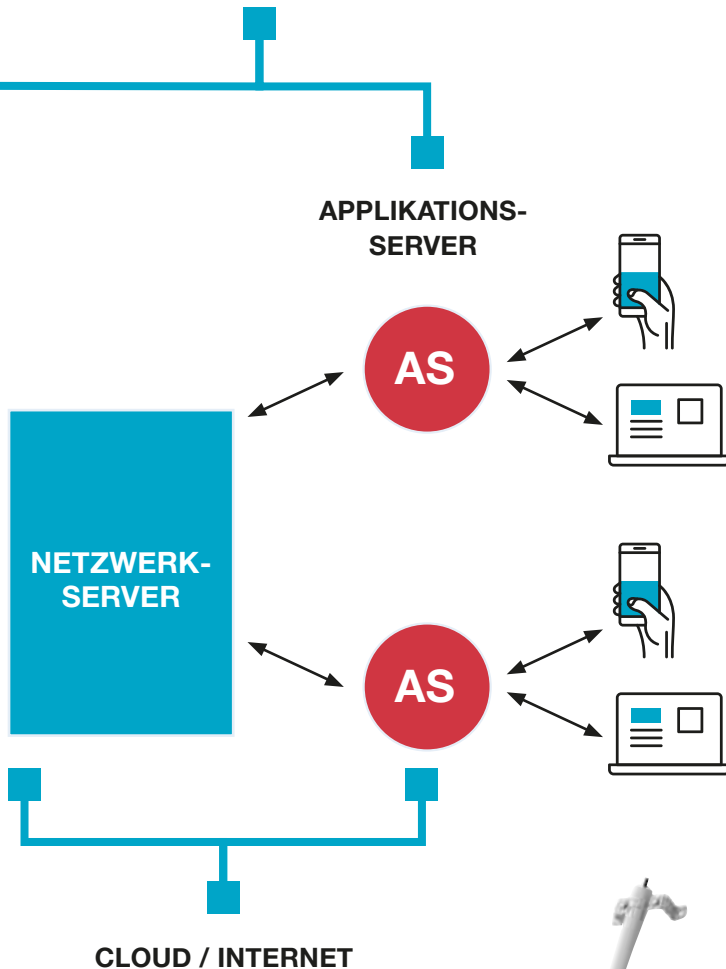 APPLIKATIONS-
SERVER
AS
NETZWERK-
SERVER
AS
CLOUD / INTERNET